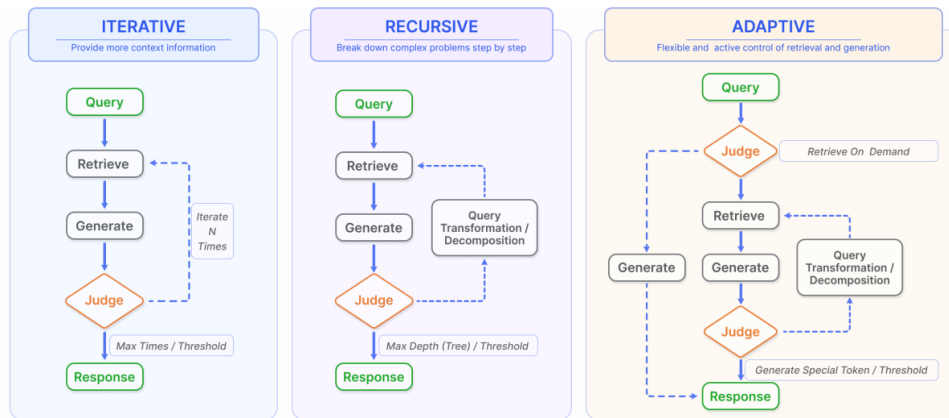 ITERATIVE
Provide more context information
Query
Retrieve
Generate
Iterate
N
Times
Judge
Max Times / Threshold
Response
RECURSIVE
Break down complex problems step by step
Query
Retrieve
Generate
Query
Transformation /
Decomposition
Judge
Max Depth (Tree) / Threshold
Response
ADAPTIVE
Flexible and active control of retrieval and generation
Query
Judge
Retrieve On Demand
Retrieve
Generate
Generate
Query
Transformation /
Decomposition
Judge
Generate Special Token / Threshold
Response